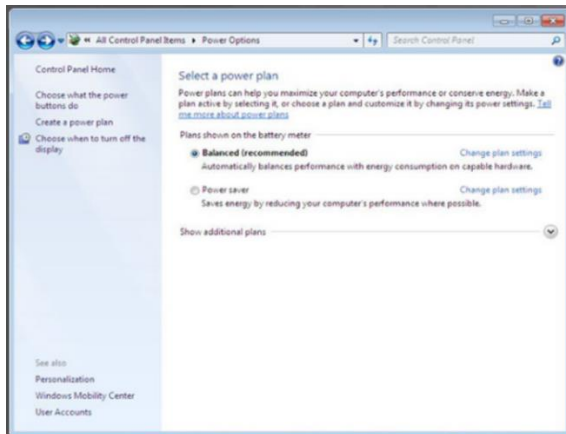 « All Control Panel Items ▸ Power Options
Search Control Panel
Control Panel Home
Choose what the power
buttons do
Create a power plan
Choose when to turn off the
display
Select a power plan
Power plans can help you maximize your computer's performance or conserve energy. Make a
plan active by selecting it, or choose a plan and customize it by changing its power settings. Tell
me more about power plans
Plans shown on the battery meter
Balanced (recommended) Change plan settings
Automatically balances performance with energy consumption on capable hardware.
Power saver Change plan settings
Saves energy by reducing your computer's performance where possible.
Show additional plans
See also
Personalization
Windows Mobility Center
User Accounts